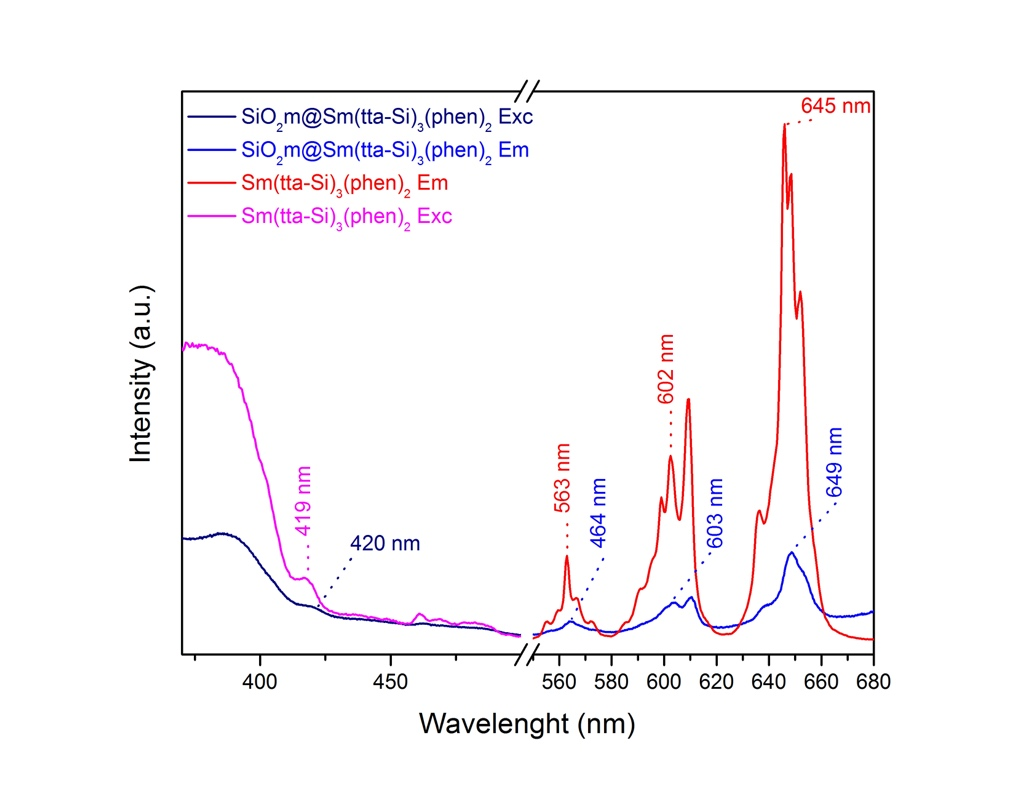 SiO2m@Sm(tta-Si)3(phen)2 Exc
SiO2m@Sm(tta-Si)3(phen)2 Em
Sm(tta-Si)3(phen)2 Em
Sm(tta-Si)3(phen)2 Exc
645 nm
602 nm
563 nm
464 nm
603 nm
649 nm
419 nm
420 nm
Intensity (a.u.)
400 450 560 580 600 620 640 660 680
Wavelenght (nm)